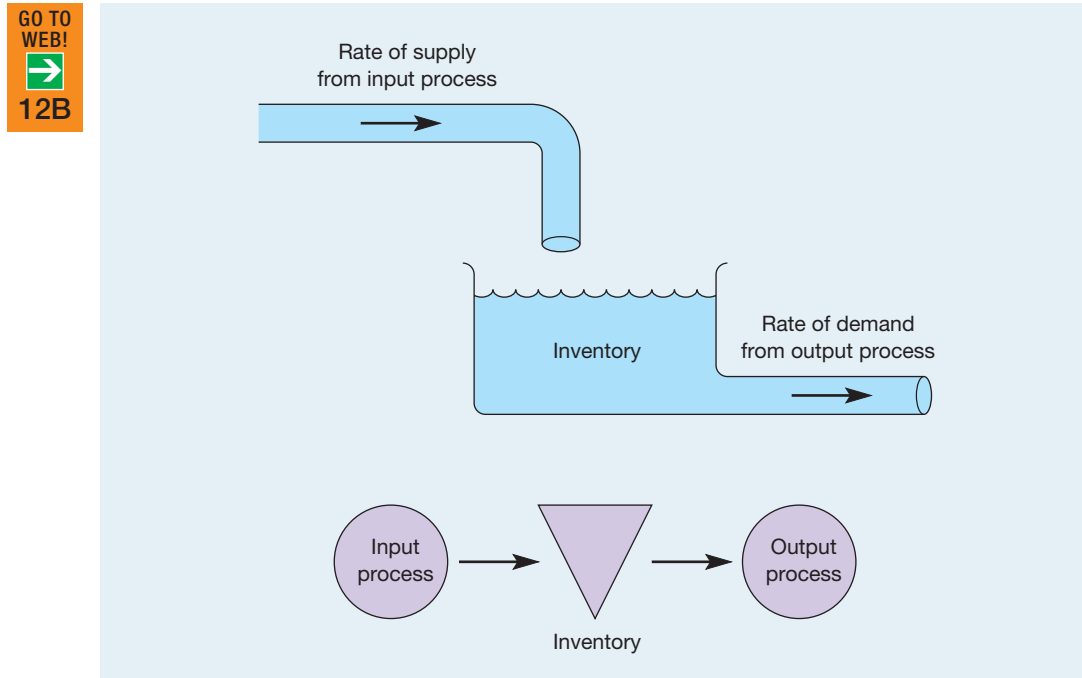 GO TO
WEB!
12B
Rate of supply
from input process
Inventory
Rate of demand
from output process
Input
process
Output
process
Inventory